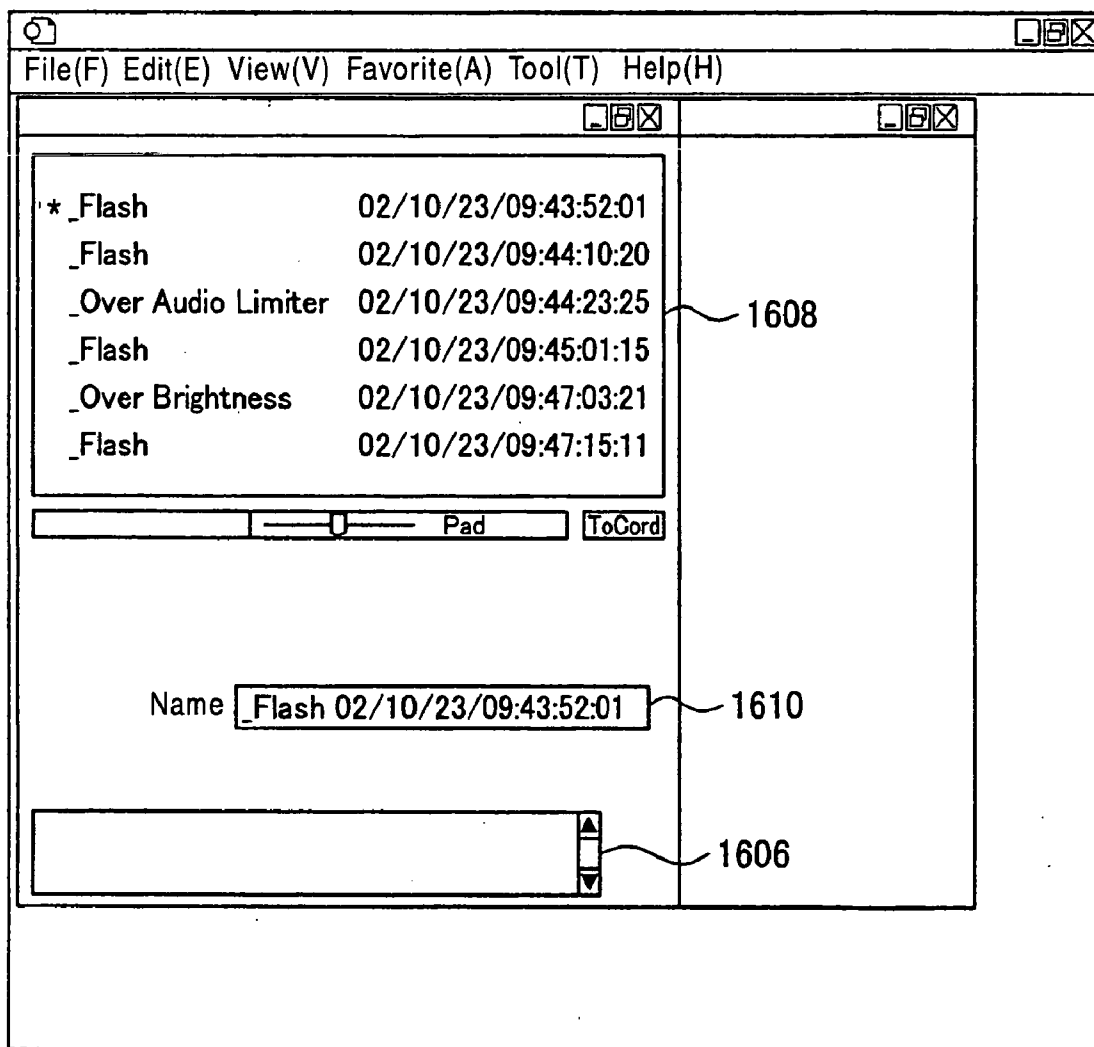 File(F) Edit(E) View(V) Favorite(A) Tool(T) Help(H)
* _Flash 02/10/23/09:43:52:01
_Flash 02/10/23/09:44:10:20
_Over Audio Limiter 02/10/23/09:44:23:25
1608
_Flash 02/10/23/09:45:01:15
_Over Brightness 02/10/23/09:47:03:21
_Flash 02/10/23/09:47:15:11
Pad ToCord
Name _Flash 02/10/23/09:43:52:01 1610
1606